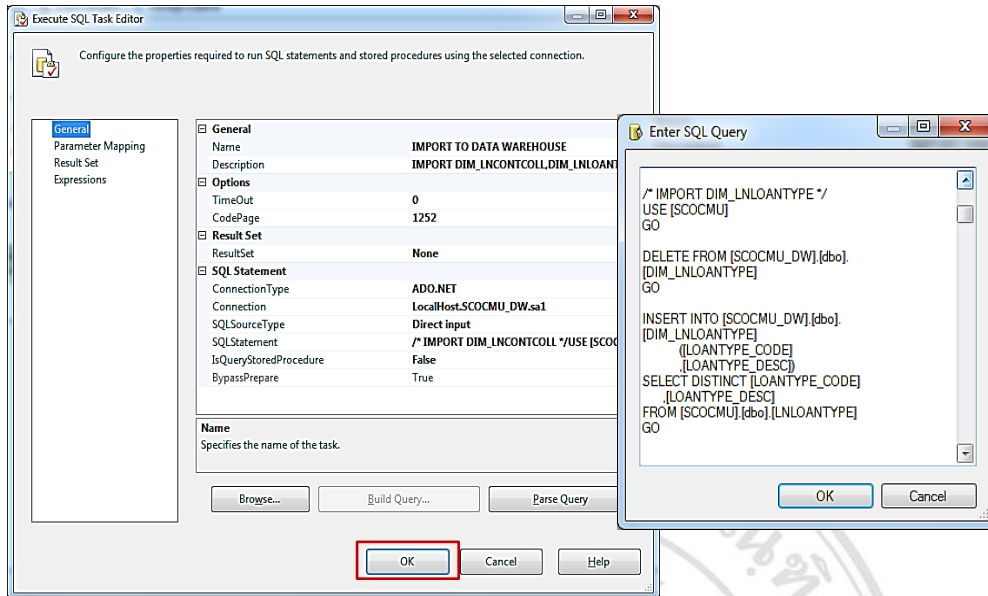 Execute SQL Task Editor
Configure the properties required to run SQL statements and stored procedures using the selected connection.
General
Parameter Mapping
Result Set
Expressions
General
Name IMPORT TO DATA WAREHOUSE
Description IMPORT DIM_LNCONTCOLL,DIM_LNLOANT
Options
TimeOut 0
CodePage 1252
Result Set
ResultSet None
SQL Statement
ConnectionType ADO.NET
Connection LocalHost.SCOCMU_DW.sa1
SQLSourceType Direct input
SQLStatement /* IMPORT DIM_LNCONTCOLL */USE [SCOC
IsQueryStoredProcedure False
BypassPrepare True
Name
Specifies the name of the task.
Browse... Build Query... Parse Query
OK Cancel Help
Enter SQL Query
/* IMPORT DIM_LNLOANTYPE */
USE [SCOCMU]
GO
DELETE FROM [SCOCMU_DW].[dbo].
[DIM_LNLOANTYPE]
GO
INSERT INTO [SCOCMU_DW].[dbo].
[DIM_LNLOANTYPE]
([LOANTYPE_CODE]
,[LOANTYPE_DESC])
SELECT DISTINCT [LOANTYPE_CODE]
,[LOANTYPE_DESC]
FROM [SCOCMU].[dbo].[LNLOANTYPE]
GO
OK Cancel